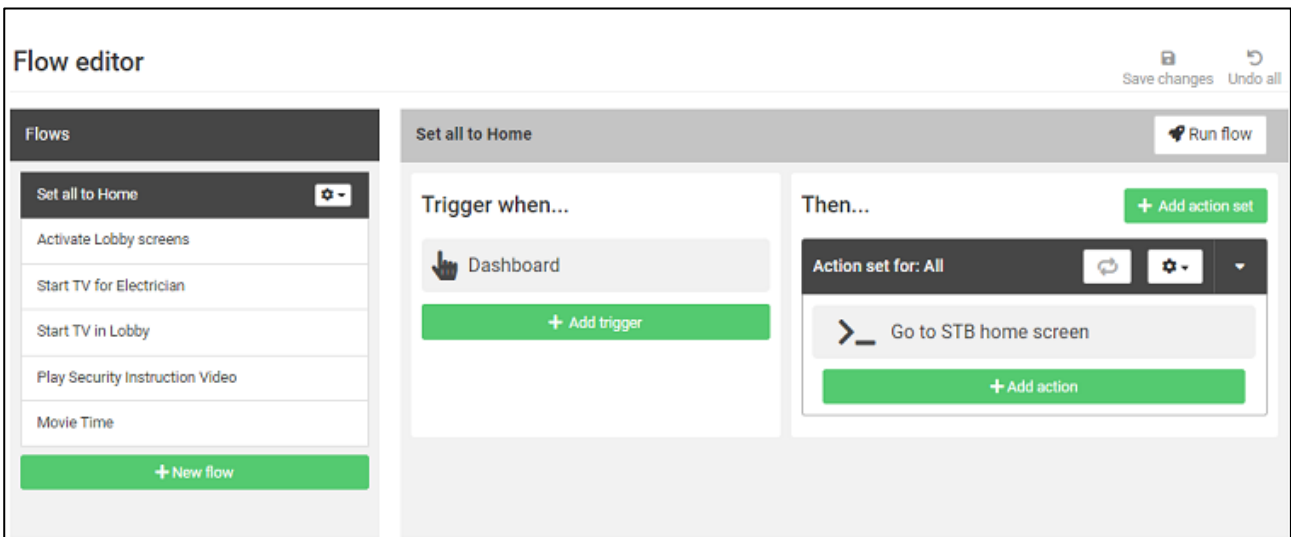 Flow editor
Save changes Undo all
Flows
Set all to Home
Activate Lobby screens
Start TV for Electrician
Start TV in Lobby
Play Security Instruction Video
Movie Time
+ New flow
Set all to Home
Run flow
Trigger when...
Dashboard
+ Add trigger
Then...
+ Add action set
Action set for: All
Go to STB home screen
+ Add action